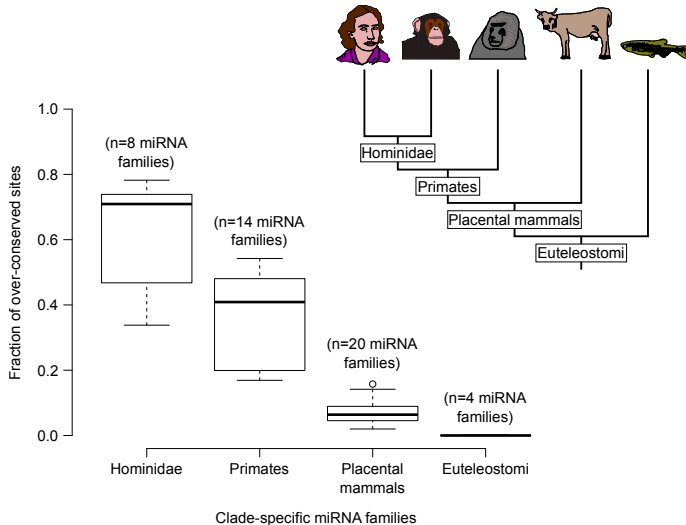 Hominidae
Primates
Placental mammals
Euteleostomi
Fraction of over-conserved sites
1.0
0.8
0.6
0.4
0.2
0.0
(n=8 miRNA
families)
(n=14 miRNA
families)
(n=20 miRNA
families)
(n=4 miRNA
families)
Hominidae
Primates
Placental
mammals
Euteleostomi
Clade-specific miRNA families